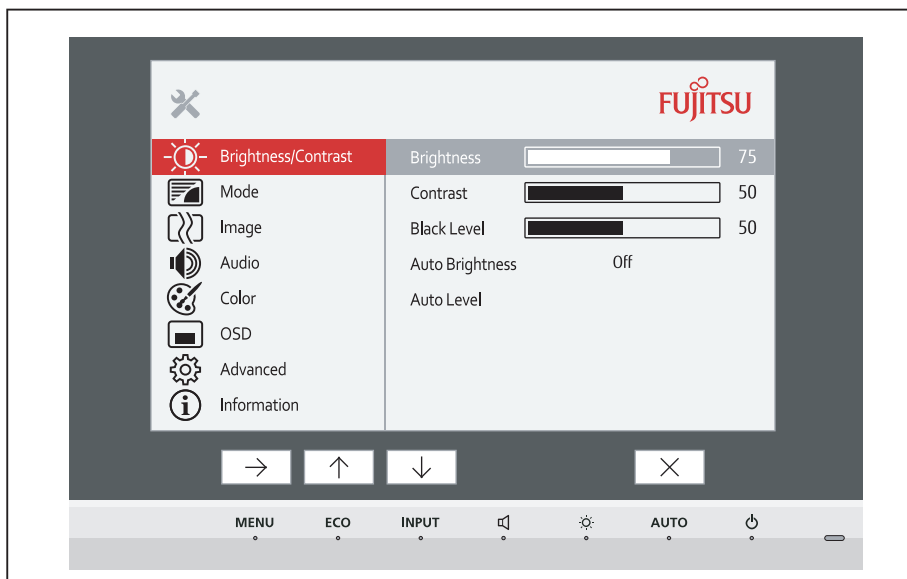 FUJITSU
Brightness/Contrast
Brightness 75
Mode
Contrast 50
Image
Black Level 50
Audio
Auto Brightness Off
Color
Auto Level
OSD
Advanced
Information
MENU ECO INPUT AUTO